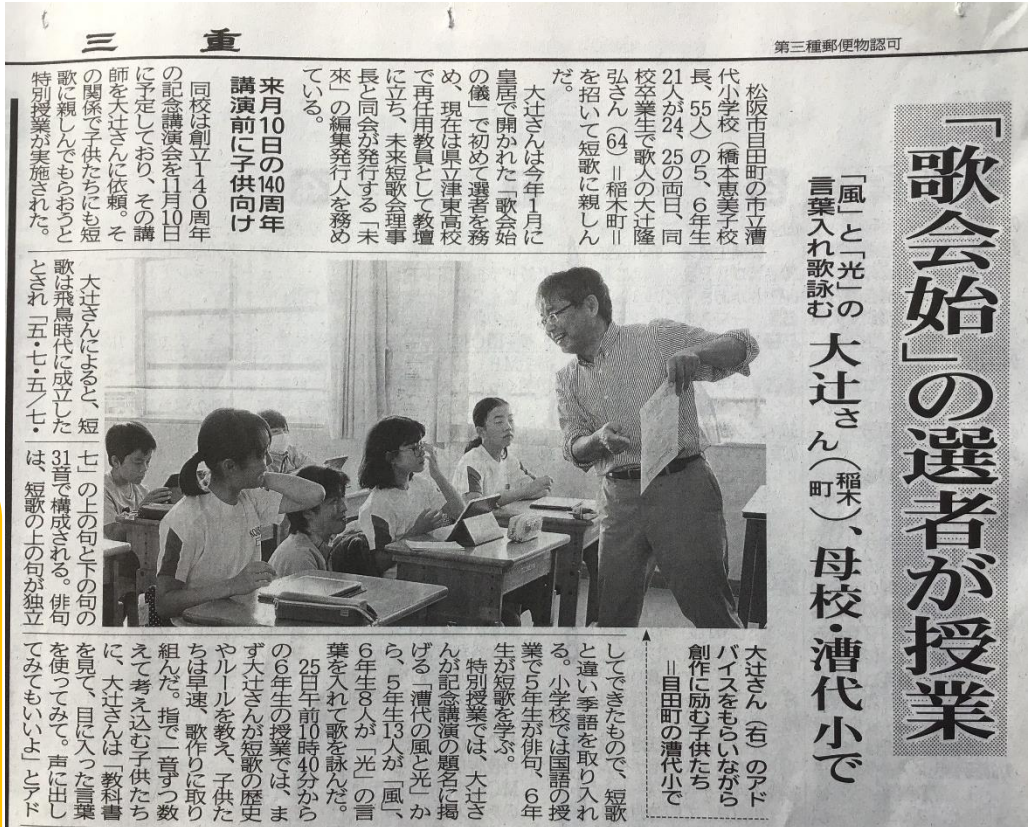 三重
第三種郵便物認可
「歌会始」の選者が授業
「風」と「光」の
言葉入れ歌詠む
大辻さん(稲木町)、母校・漕代小で
松阪市目田町の市立漕
代小学校(橋本恵美子校
長、55人)の5、6年生
21人が24、25の両日、同
校卒業生で歌人の大辻隆
弘さん(64)=稲木町=
を招いて短歌に親しん
だ。
大辻さんは今年1月に
皇居で開かれた「歌会始
の儀」で初めて選者を務
め、現在は県立津東高校
で再任用教員として教壇
に立ち、未来短歌会理事
長と同会が発行する「未
來」の編集発行人を務め
ている。
来月10日の140周年
講演前に子供向け
同校は創立140周年
の記念講演会を11月10日
に予定しており、その講
師を大辻さんに依頼。そ
の関係で子供たちにも短
歌に親しんでもらおうと
特別授業が実施された。
大辻さんによると、短
歌は飛鳥時代に成立した
とされ「五・七・五/七・
七」の上の句と下の句の
31音で構成される。俳句
は、短歌の上の句が独立
大辻さん(右)のアド
バイスをもらいながら
創作に励む子供たち
=目田町の漕代小で
してできたもので、短歌
と違い季語を取り入れ
る。小学校では国語の授
業で5年生が俳句、6年
生が短歌を学ぶ。
特別授業では、大辻さ
んが記念講演の題名に掲
げる「漕代の風と光」か
ら、5年生13人が「風」、
6年生8人が「光」の言
葉を入れて歌を詠んだ。
25日午前10時40分から
の6年生の授業では、ま
ず大辻さんが短歌の歴史
やルールを教え、子供た
ちは早速、歌作りに取り
組んだ。指で一音ずつ数
えて考え込む子供たち
に、大辻さんは「教科書
を見て、目に入った言葉
を使ってみて。声に出し
てみてもいいよ」とアド